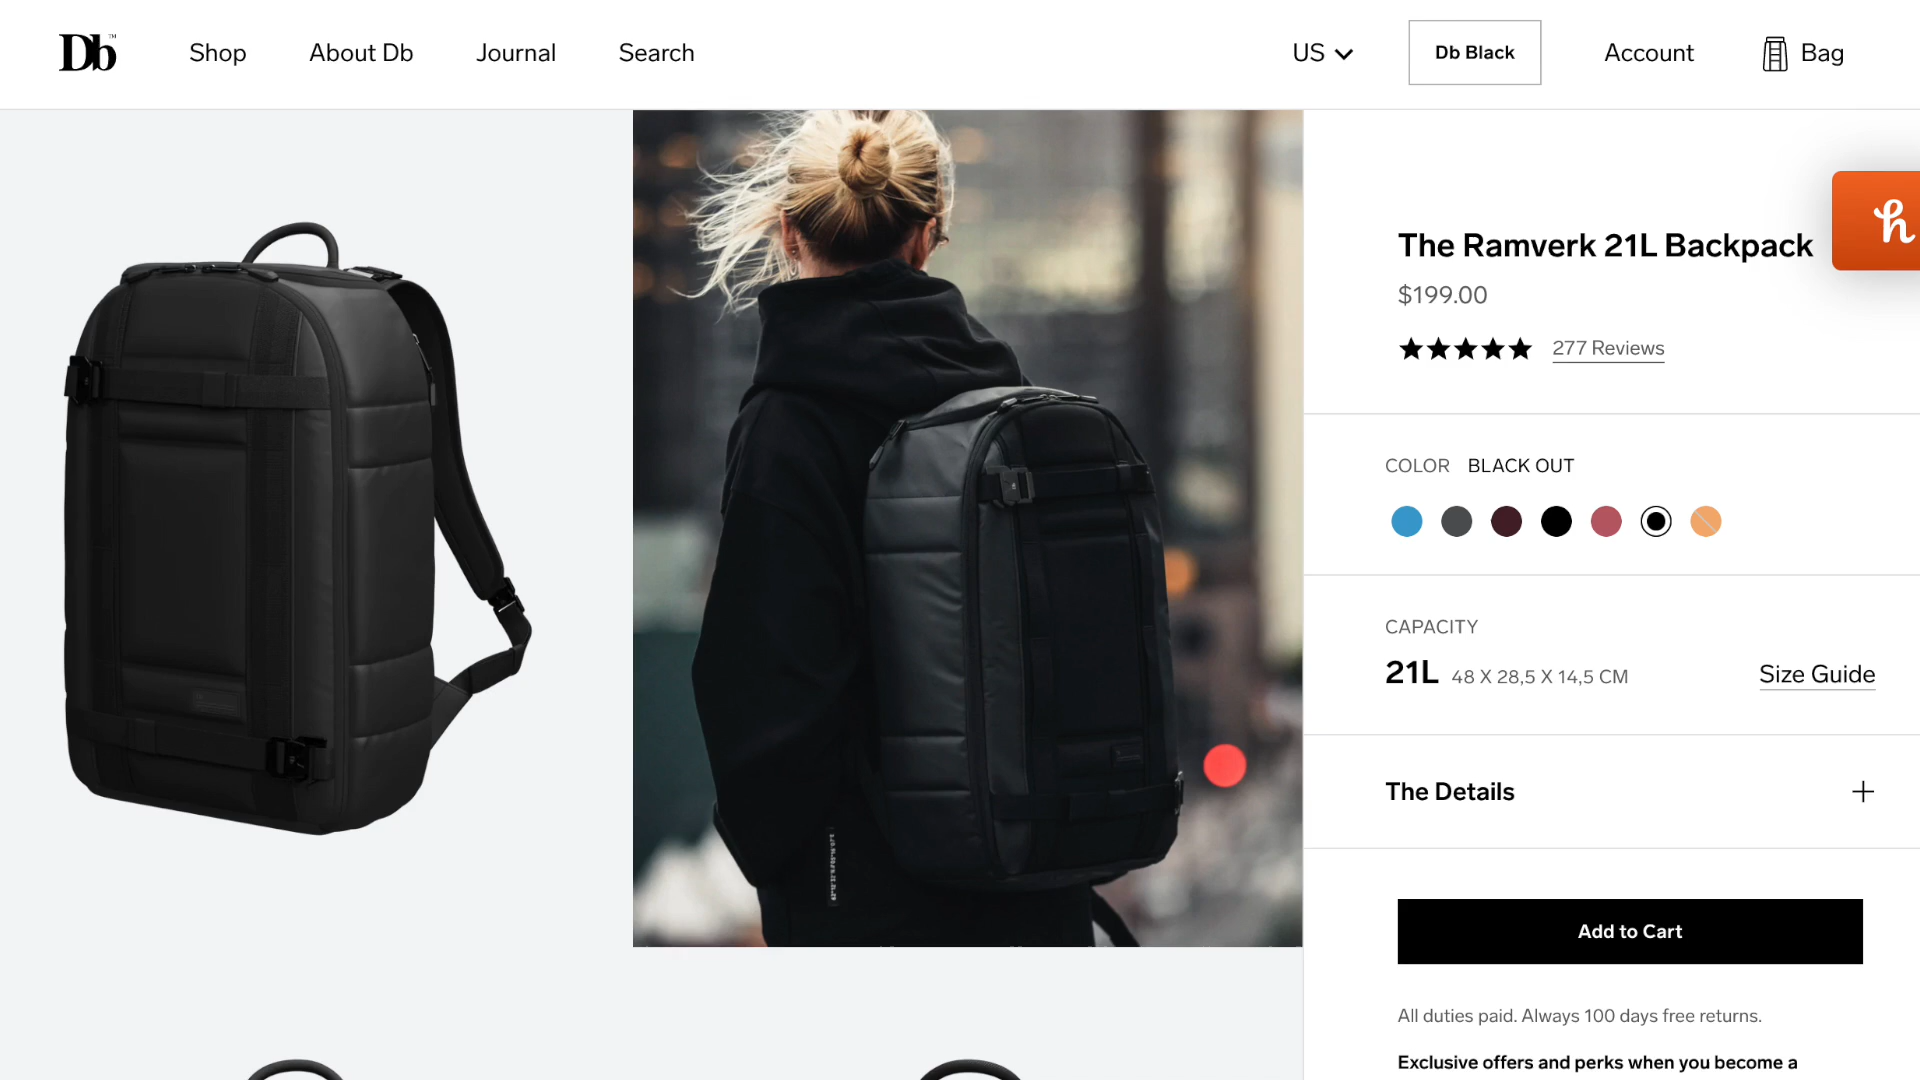 Db™
Shop
About Db
Journal
Search
US
Db Black
Account
Bag
The Ramverk 21L Backpack
$199.00
277 Reviews
COLOR BLACK OUT
CAPACITY
21L 48 X 28,5 X 14,5 CM
Size Guide
The Details
Add to Cart
All duties paid. Always 100 days free returns.
Exclusive offers and perks when you become a